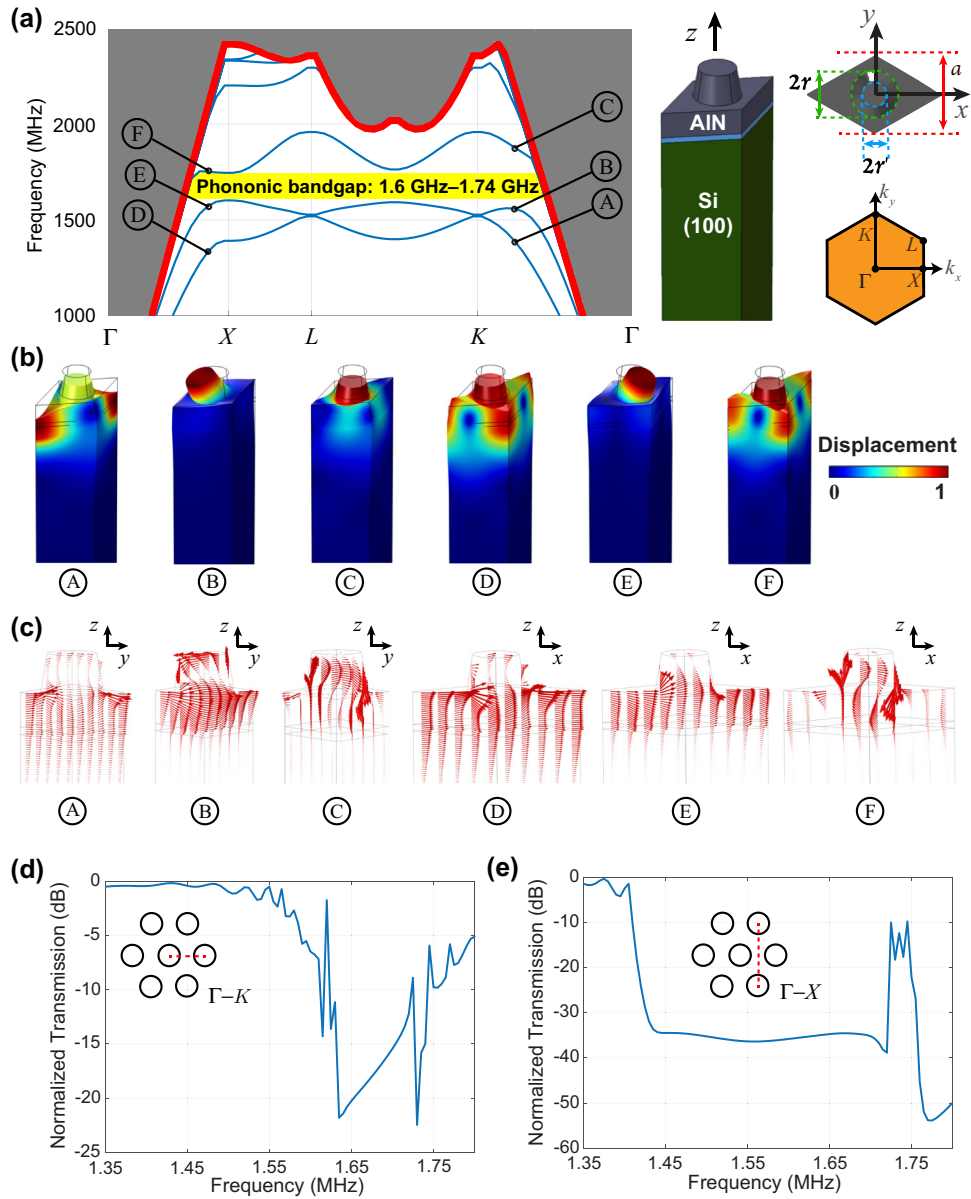 (a)
2500
2000
1500
1000
Frequency (MHz)
Γ X L K Γ
F
E
D
C
B
A
Phononic bandgap: 1.6 GHz–1.74 GHz
z
AlN
Si
(100)
y
x
a
2r
2r'
k_y
K
L
Γ
X
k_x
(b)
A B C D E F
Displacement
0 1
(c)
z y
z y
z y
z x
z x
z x
A B C D E F
(d)
Normalized Transmission (dB)
0
-5
-10
-15
-20
-25
Γ–K
1.35 1.45 1.55 1.65 1.75
Frequency (MHz)
(e)
Normalized Transmission (dB)
0
-10
-20
-30
-40
-50
-60
Γ–X
1.35 1.45 1.55 1.65 1.75
Frequency (MHz)